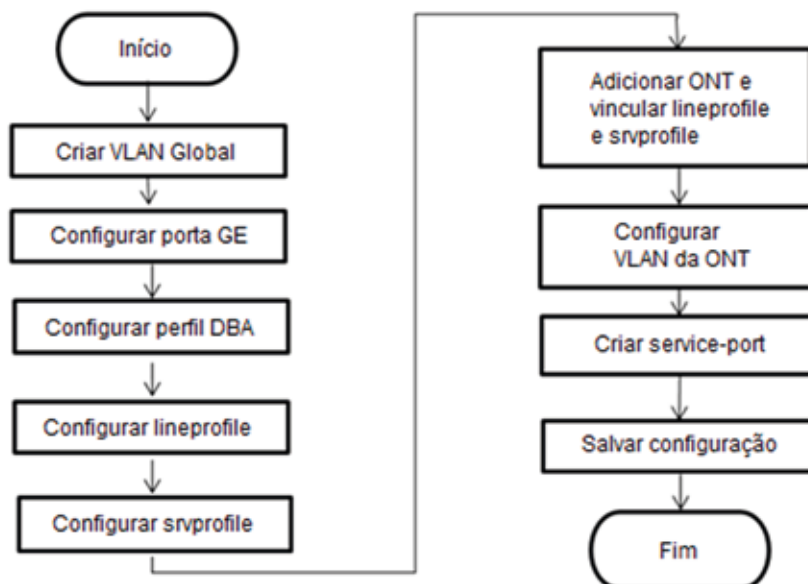 Início
Criar VLAN Global
Configurar porta GE
Configurar perfil DBA
Configurar lineprofile
Configurar srvprofile
Adicionar ONT e
vincular lineprofile
e srvprofile
Configurar
VLAN da ONT
Criar service-port
Salvar configuração
Fim